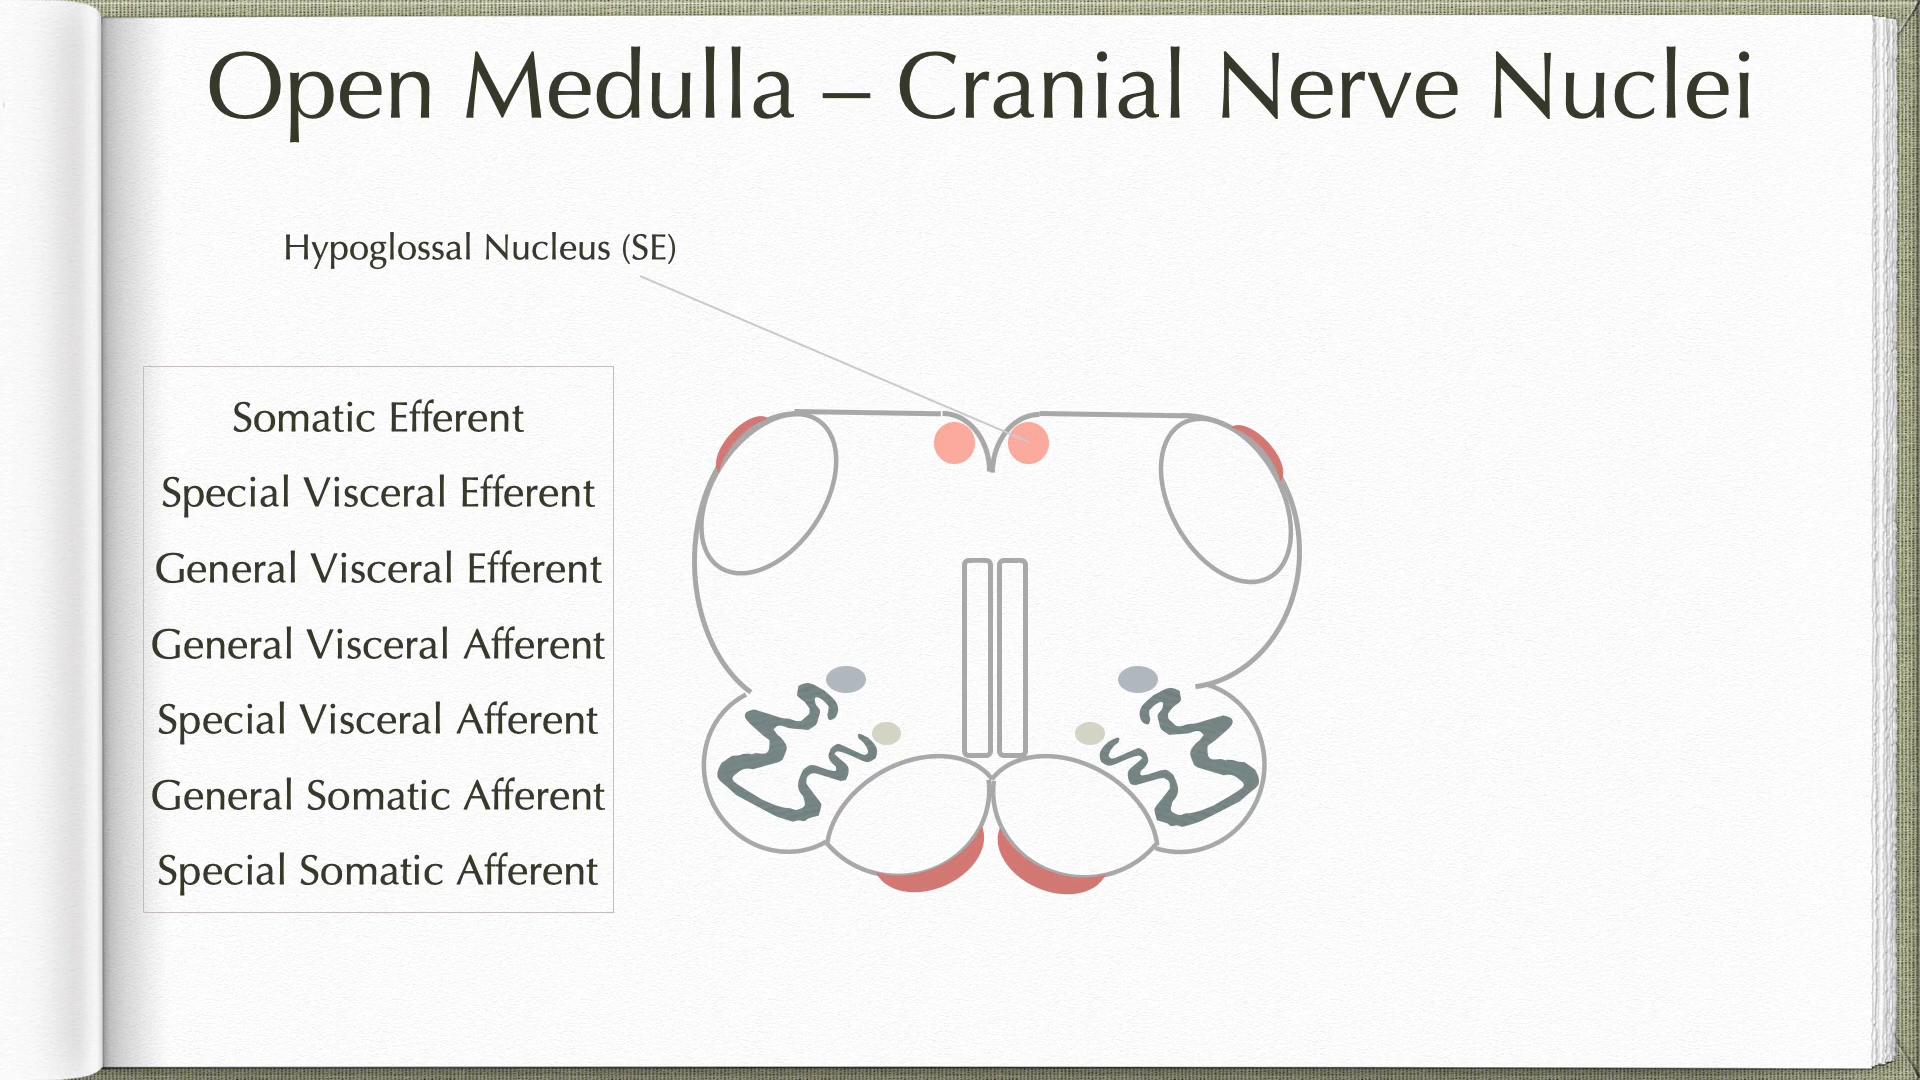 Open Medulla – Cranial Nerve Nuclei
Hypoglossal Nucleus (SE)
Somatic Efferent
Special Visceral Efferent
General Visceral Efferent
General Visceral Afferent
Special Visceral Afferent
General Somatic Afferent
Special Somatic Afferent